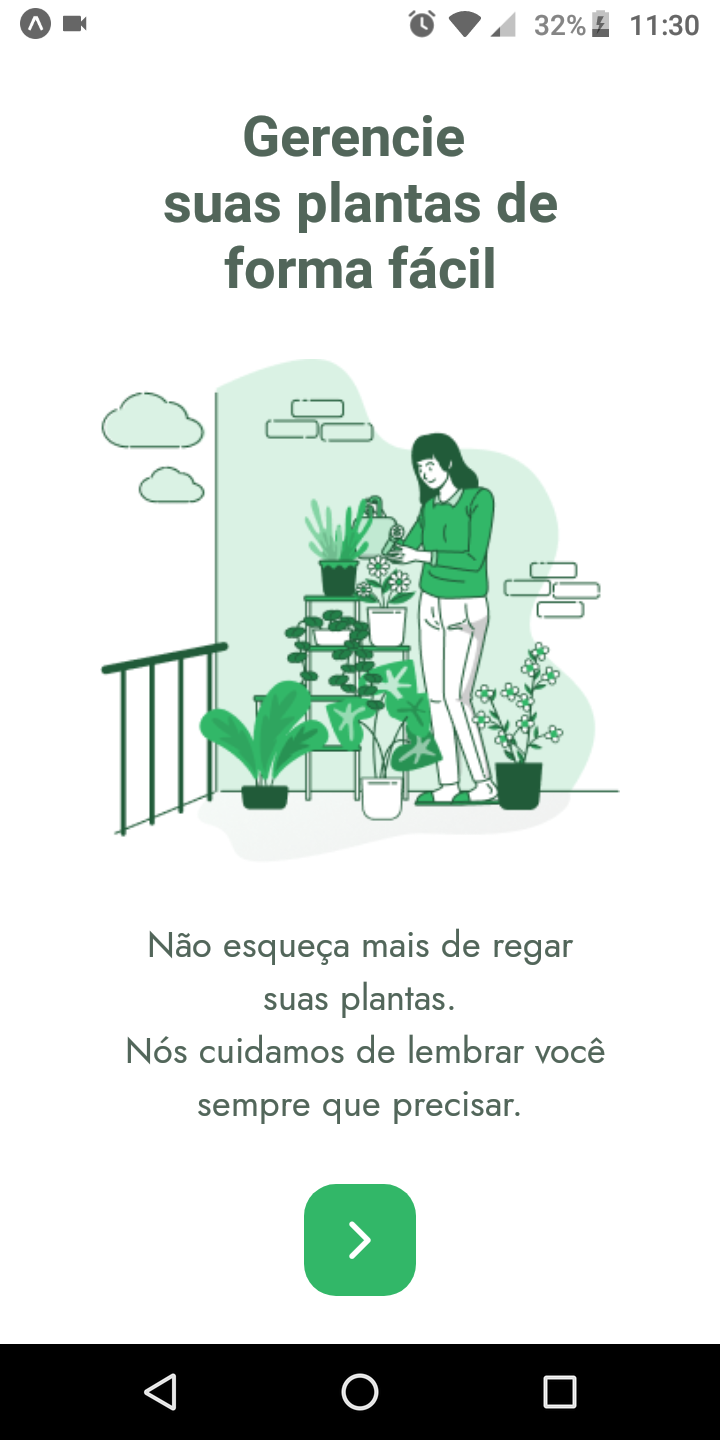 32% 11:30
Gerencie
suas plantas de
forma fácil
Não esqueça mais de regar
suas plantas.
Nós cuidamos de lembrar você
sempre que precisar.